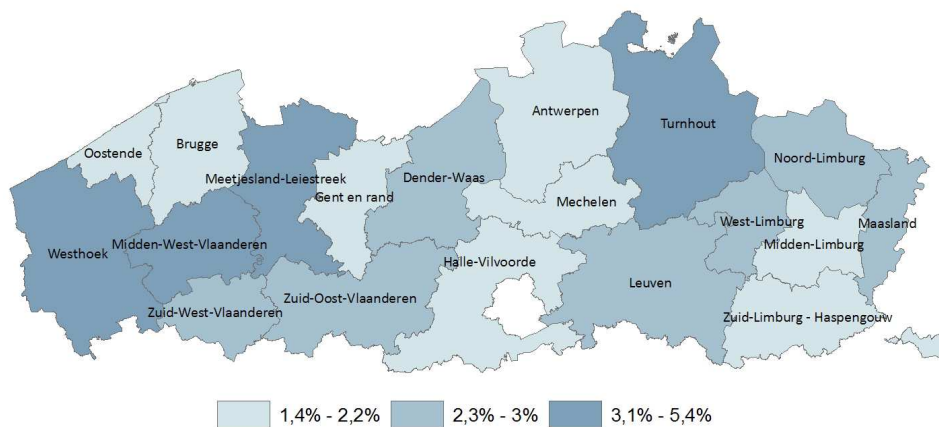 Antwerpen
Turnhout
Oostende
Brugge
Noord-Limburg
Meetjesland-Leiestreek
Dender-Waas
Gent en rand
Mechelen
West-Limburg
Maasland
Midden-West-Vlaanderen
Midden-Limburg
Westhoek
Halle-Vilvoorde
Leuven
Zuid-Oost-Vlaanderen
Zuid-West-Vlaanderen
Zuid-Limburg - Haspengouw
1,4% - 2,2%
2,3% - 3%
3,1% - 5,4%